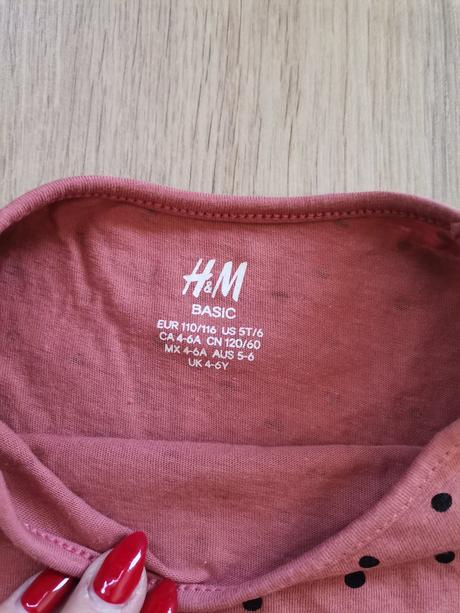 H&M
BASIC
EUR 110/116 US 5T/6
CA 4-6A CN 120/60
MX 4-6A AUS 5-6
UK 4-6Y